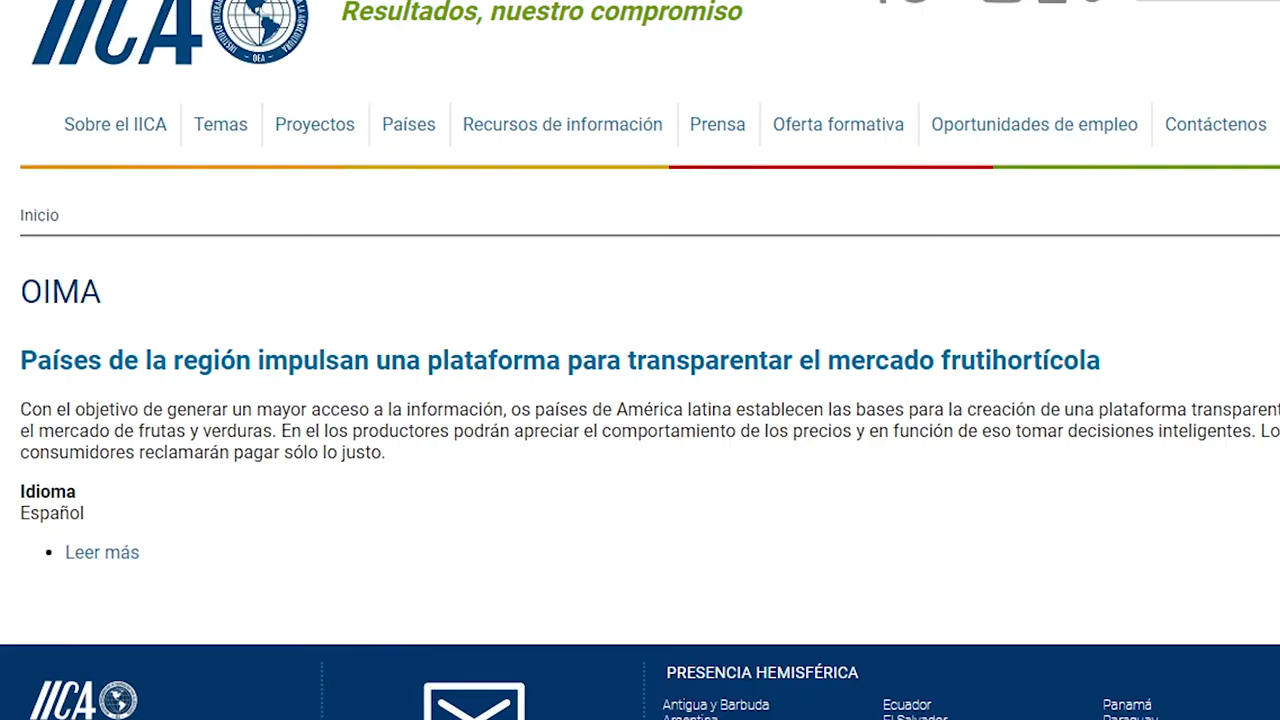 IICA
OEA
Resultados, nuestro compromiso
Sobre el IICA
Temas
Proyectos
Países
Recursos de información
Prensa
Oferta formativa
Oportunidades de empleo
Contáctenos
Inicio
OIMA
Países de la región impulsan una plataforma para transparentar el mercado frutihortícola
Con el objetivo de generar un mayor acceso a la información, os países de América latina establecen las bases para la creación de una plataforma transparent
el mercado de frutas y verduras. En el los productores podrán apreciar el comportamiento de los precios y en función de eso tomar decisiones inteligentes. Lo
consumidores reclamarán pagar sólo lo justo.
Idioma
Español
Leer más
IICA
PRESENCIA HEMISFÉRICA
Antigua y Barbuda
Ecuador
Panamá
Argentina
El Salvador
Paraguay